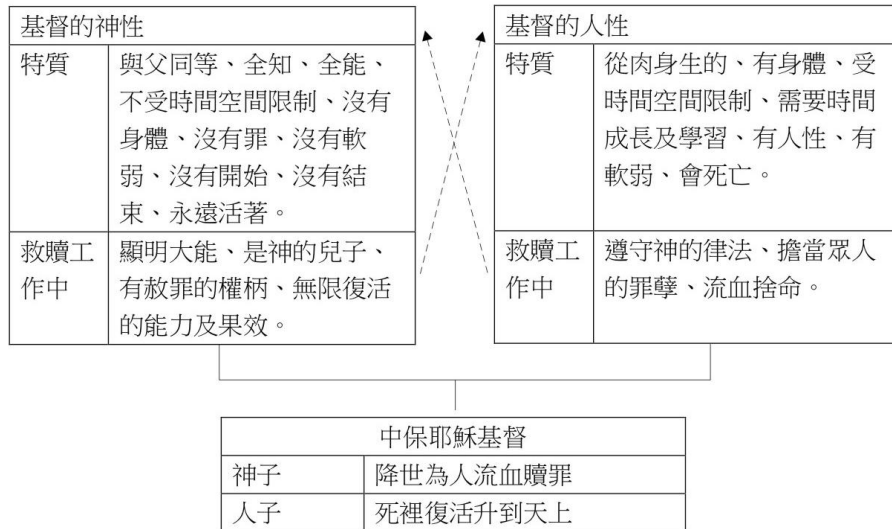 基督的神性
特質
與父同等、全知、全能、
不受時間空間限制、沒有
身體、沒有罪、沒有軟
弱、沒有開始、沒有結
束、永遠活著。
救贖工
作中
顯明大能、是神的兒子、
有赦罪的權柄、無限復活
的能力及果效。
基督的人性
特質
從肉身生的、有身體、受
時間空間限制、需要時間
成長及學習、有人性、有
軟弱、會死亡。
救贖工
作中
遵守神的律法、擔當眾人
的罪孽、流血捨命。
中保耶穌基督
神子
降世為人流血贖罪
人子
死裡復活升到天上